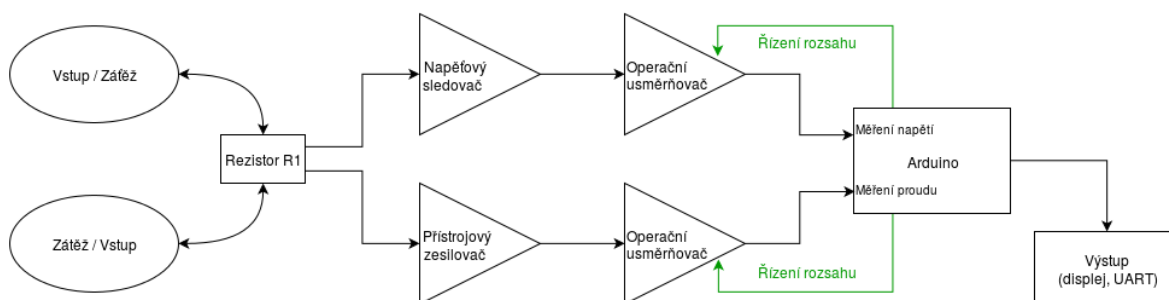 Vstup / Záťěž
Rezistor R1
Zátěž / Vstup
Napěťový
sledovač
Přístrojový
zesilovač
Operační
usměrňovač
Operační
usměrňovač
Řízení rozsahu
Měření napětí
Arduino
Měření proudu
Řízení rozsahu
Výstup
(displej, UART)